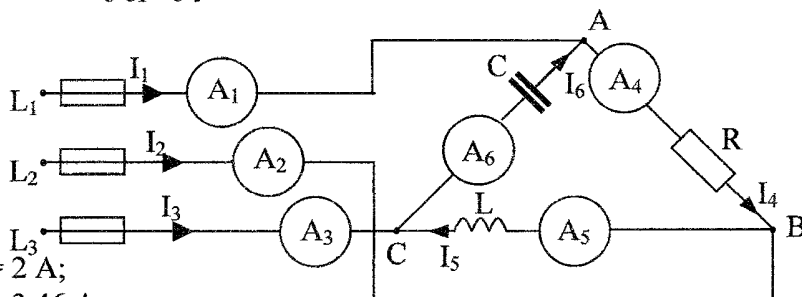 A
I₁
C
L₁
A₁
I₆
A₄
I₂
A₆
R
L₂
A₂
L
I₄
I₃
L₃
A₃
C
I₅
A₅
B
= 2 A;